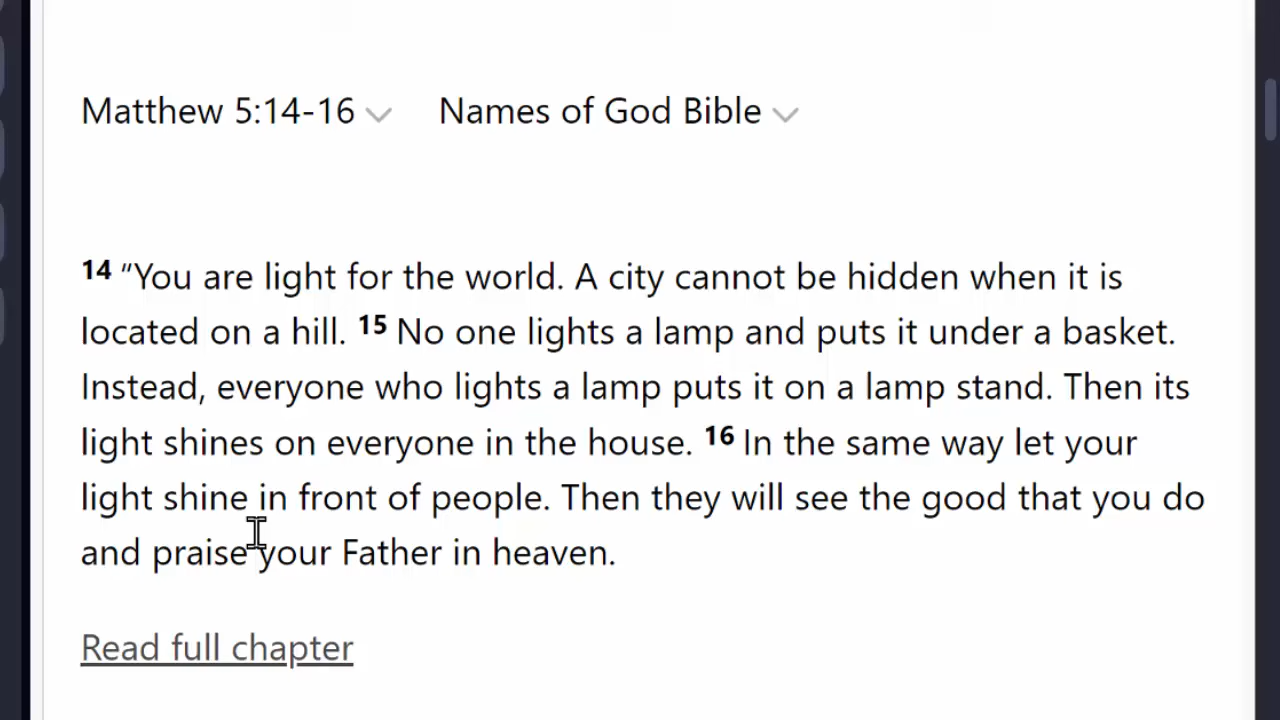 Matthew 5:14-16 Names of God Bible
14 “You are light for the world. A city cannot be hidden when it is
located on a hill. 15 No one lights a lamp and puts it under a basket.
Instead, everyone who lights a lamp puts it on a lamp stand. Then its
light shines on everyone in the house. 16 In the same way let your
light shine in front of people. Then they will see the good that you do
and praise your Father in heaven.
Read full chapter